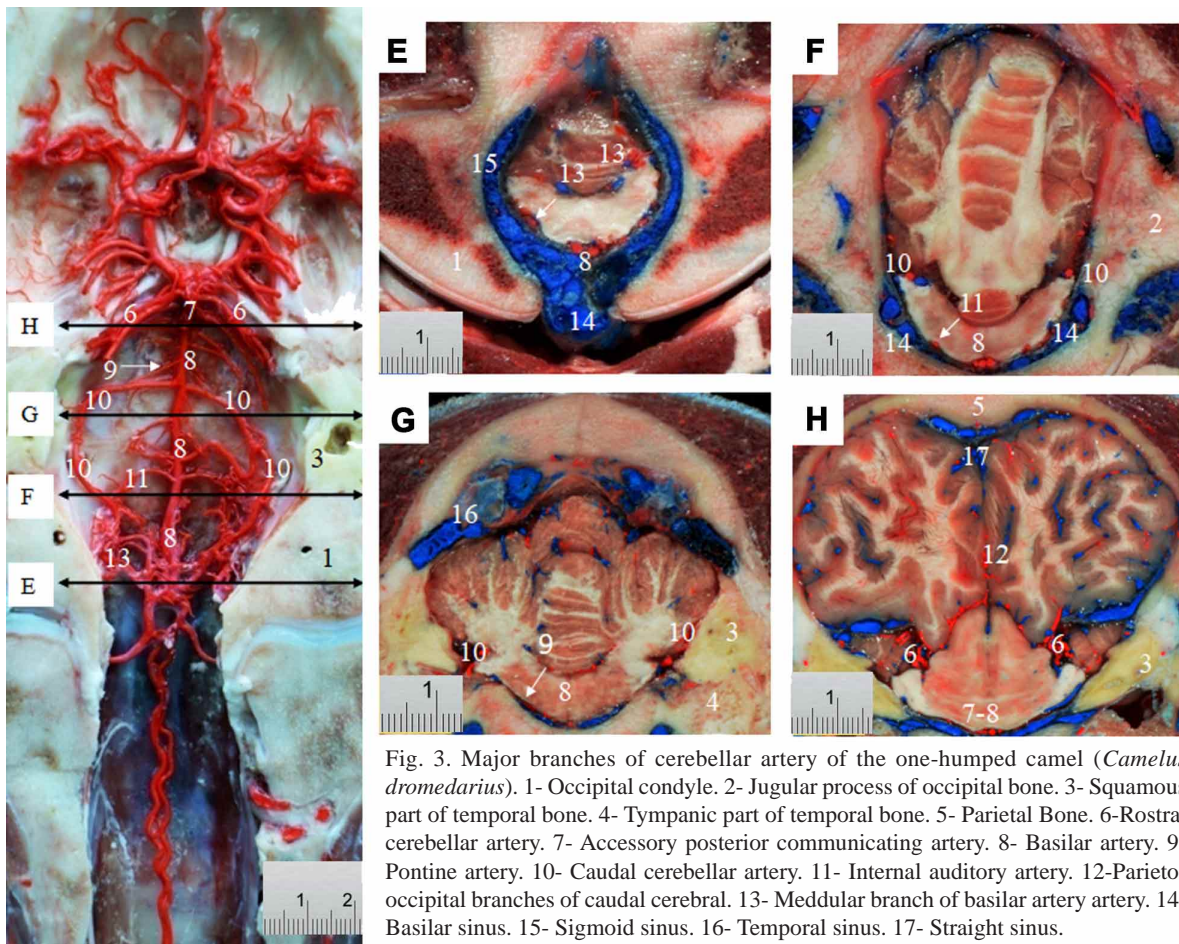 6 7 6
H
8
9
10 10
G
8
3
10 11 10
F
8
13 1
E
1 2
E
15
13
13
1
8
14
1
F
2
10 10
11
14 8 14
1
G
16
9
10 10 3
8
4
1
H
5
17
12
6 6
3
7-8
1
Fig. 3. Major branches of cerebellar artery of the one-humped camel (Camelus
dromedarius). 1- Occipital condyle. 2- Jugular process of occipital bone. 3- Squamous
part of temporal bone. 4- Tympanic part of temporal bone. 5- Parietal Bone. 6-Rostra
cerebellar artery. 7- Accessory posterior communicating artery. 8- Basilar artery. 9
Pontine artery. 10- Caudal cerebellar artery. 11- Internal auditory artery. 12-Parieto
occipital branches of caudal cerebral. 13- Meddular branch of basilar artery artery. 14
Basilar sinus. 15- Sigmoid sinus. 16- Temporal sinus. 17- Straight sinus.